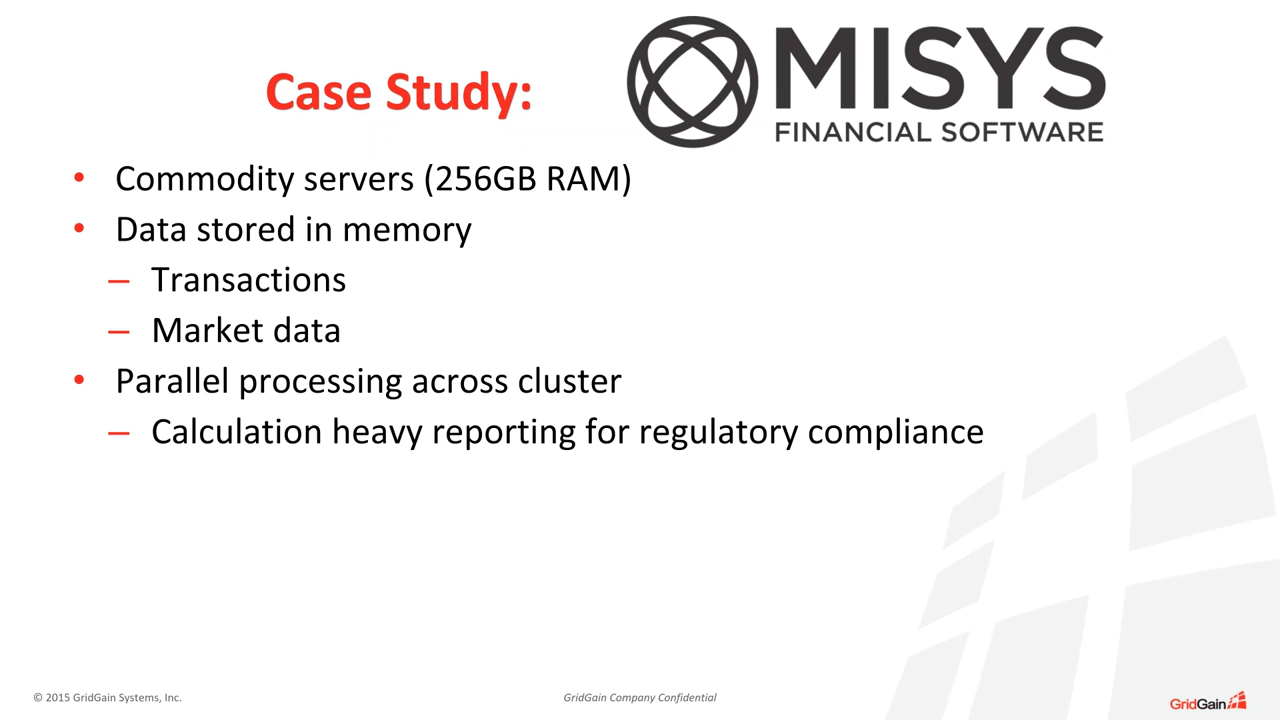 Case Study:
MISYS
FINANCIAL SOFTWARE
• Commodity servers (256GB RAM)
• Data stored in memory
– Transactions
– Market data
• Parallel processing across cluster
– Calculation heavy reporting for regulatory compliance
© 2015 GridGain Systems, Inc.
GridGain Company Confidential
GridGain